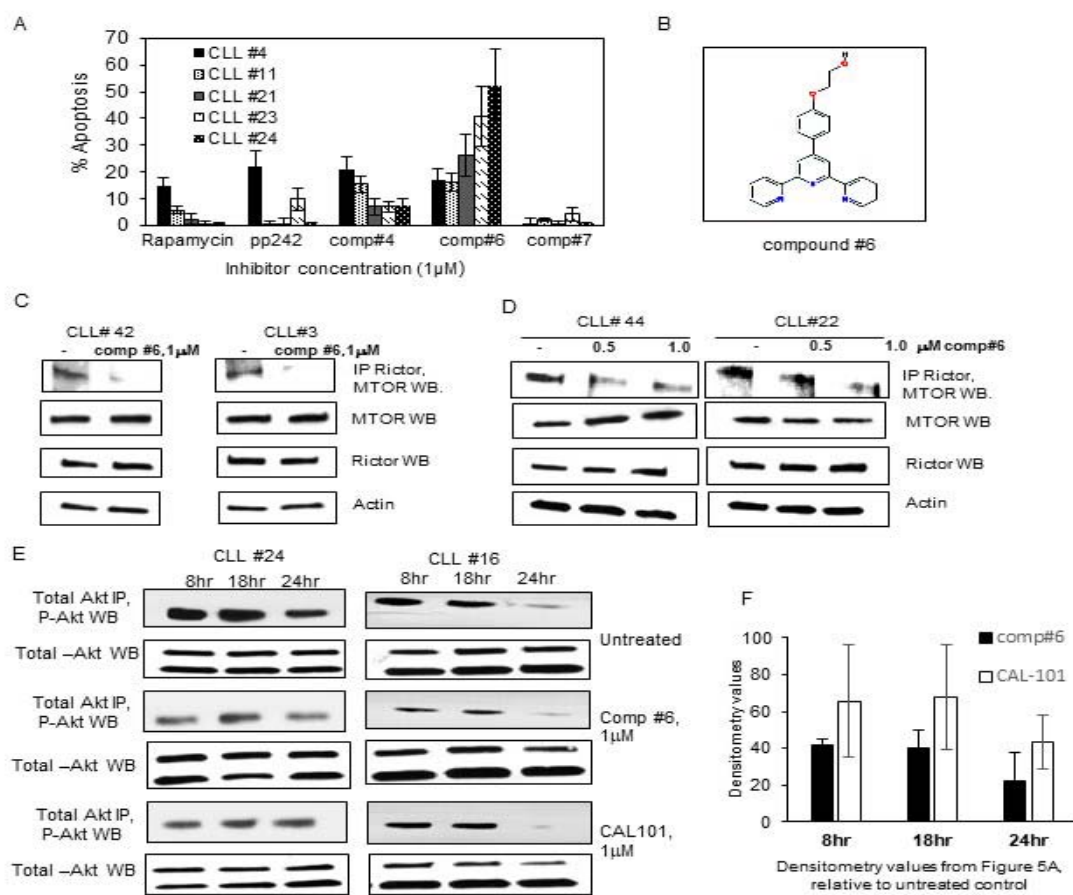 A
70
60
50
40
30
20
10
0
% Apoptosis
CLL #4
CLL #11
CLL #21
CLL #23
CLL #24
Rapamycin pp242 comp#4 comp#6 comp#7
Inhibitor concentration (1µM)
B
H
O
O
N
N
N
compound #6
C
CLL# 42
- comp #6,1µM
CLL#3
- comp #6,1µM
IP Rictor,
MTOR WB.
MTOR WB
Rictor WB
Actin
D
CLL# 44
- 0.5 1.0
CLL#22
- 0.5 1.0 µM comp#6
IP Rictor,
MTOR WB.
MTOR WB
Rictor WB
Actin
E
CLL #24
8hr 18hr 24hr
CLL #16
8hr 18hr 24hr
Total Akt IP,
P-Akt WB
Total –Akt WB
Untreated
Total Akt IP,
P-Akt WB
Total –Akt WB
Comp #6,
1µM
Total Akt IP,
P-Akt WB
Total –Akt WB
CAL101,
1µM
F
100
80
60
40
20
0
Densitometry values
comp#6
CAL-101
8hr 18hr 24hr
Densitometry values from Figure 5A,
relative to untreated control